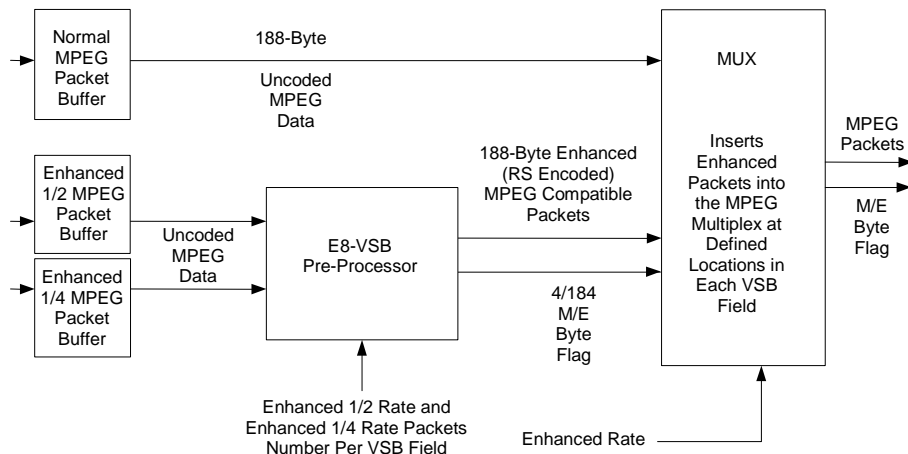 Normal
MPEG
Packet
Buffer
188-Byte
Uncoded
MPEG
Data
Enhanced
1/2 MPEG
Packet
Buffer
Enhanced
1/4 MPEG
Packet
Buffer
Uncoded
MPEG
Data
E8-VSB
Pre-Processor
188-Byte Enhanced
(RS Encoded)
MPEG Compatible
Packets
4/184
M/E
Byte
Flag
Enhanced 1/2 Rate and
Enhanced 1/4 Rate Packets
Number Per VSB Field
MUX
Inserts
Enhanced
Packets into
the MPEG
Multiplex at
Defined
Locations in
Each VSB
Field
Enhanced Rate
MPEG
Packets
M/E
Byte
Flag